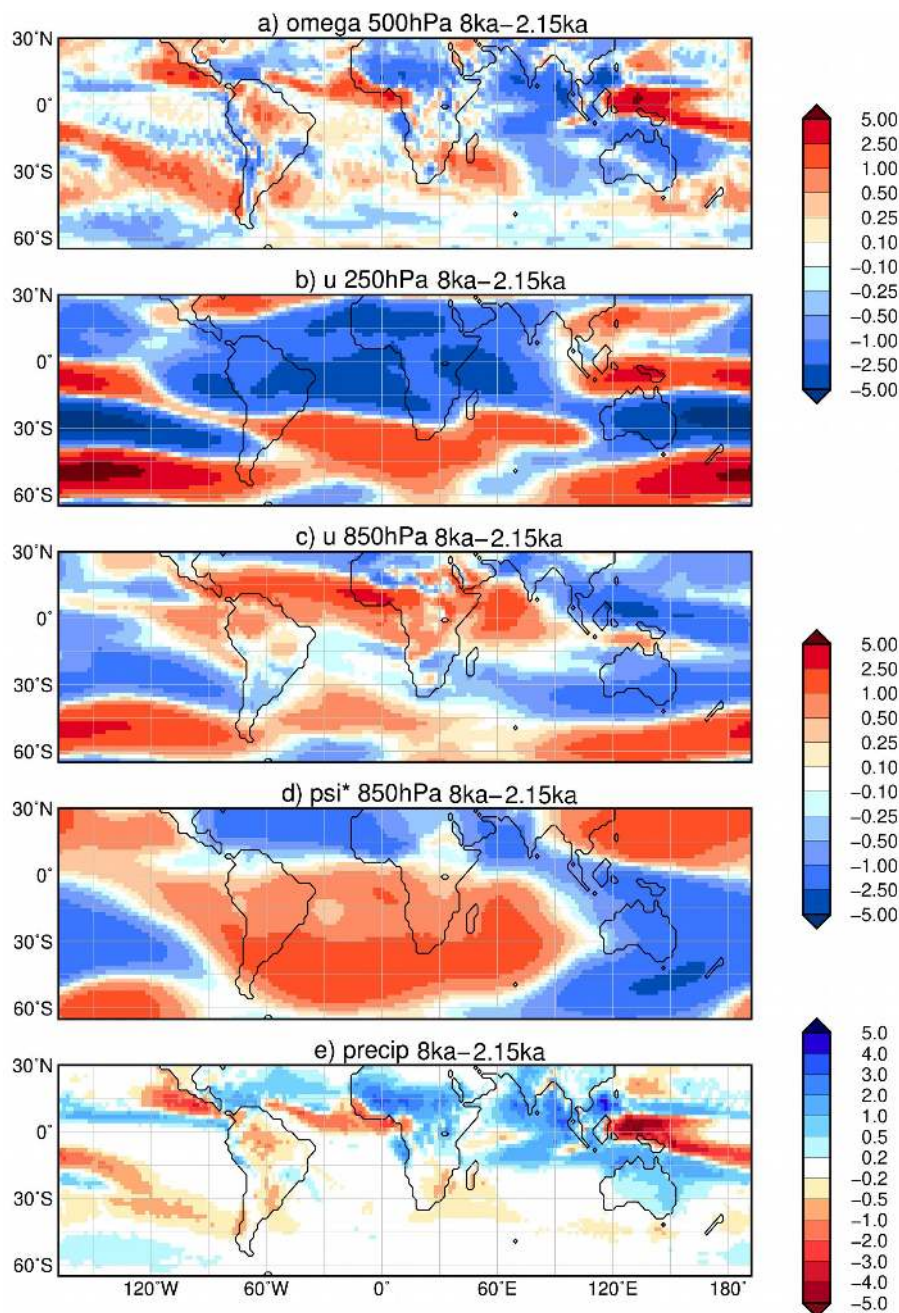 a) omega 500hPa 8ka−2.15ka
30˚N
0˚
30˚S
60˚S
b) u 250hPa 8ka−2.15ka
30˚N
0˚
30˚S
60˚S
5.00
2.50
1.00
0.50
0.25
0.10
−0.10
−0.25
−0.50
−1.00
−2.50
−5.00
c) u 850hPa 8ka−2.15ka
30˚N
0˚
30˚S
60˚S
d) psi* 850hPa 8ka−2.15ka
30˚N
0˚
30˚S
60˚S
5.00
2.50
1.00
0.50
0.25
0.10
−0.10
−0.25
−0.50
−1.00
−2.50
−5.00
e) precip 8ka−2.15ka
30˚N
0˚
30˚S
60˚S
120˚W 60˚W 0˚ 60˚E 120˚E 180˚
5.0
4.0
3.0
2.0
1.0
0.5
0.2
−0.2
−0.5
−1.0
−2.0
−3.0
−4.0
−5.0